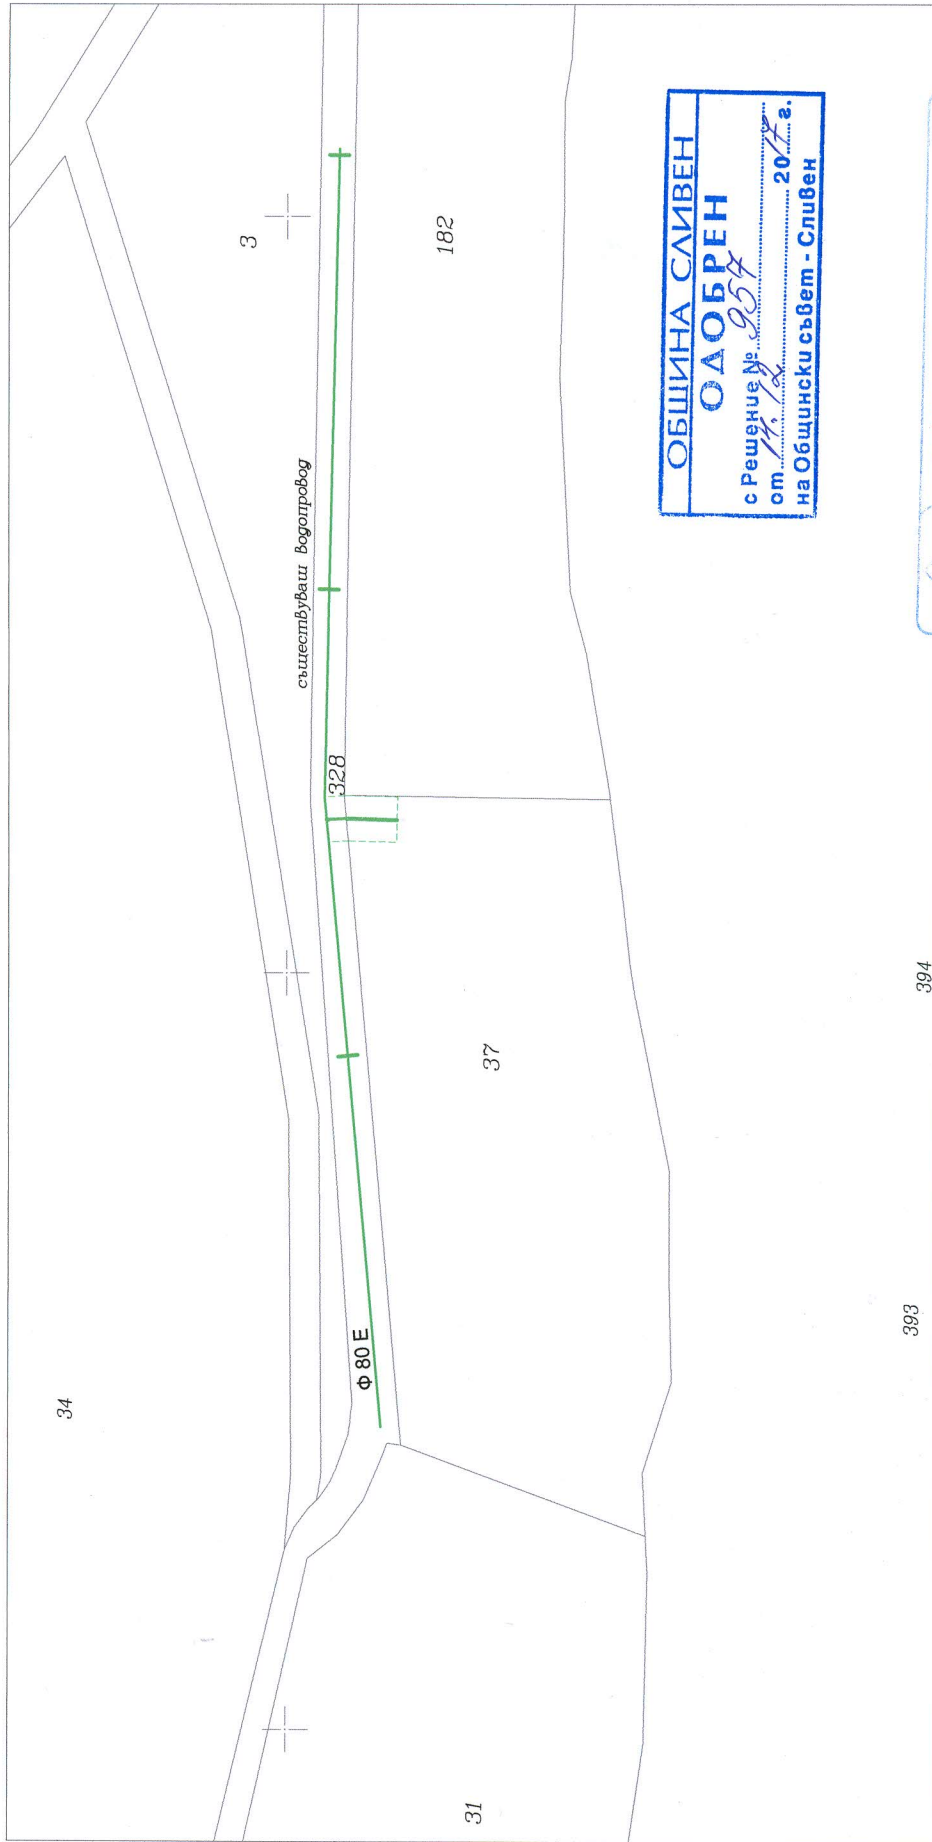 34
3
съществуваш водопровод
328
Ф 80 Е
182
37
31
393
394
ОБЩИНА СЛИВЕН
ОДОБРЕН
с Решение № 957
от 14.12. 2017 г.
на Общински съвет - Сливен